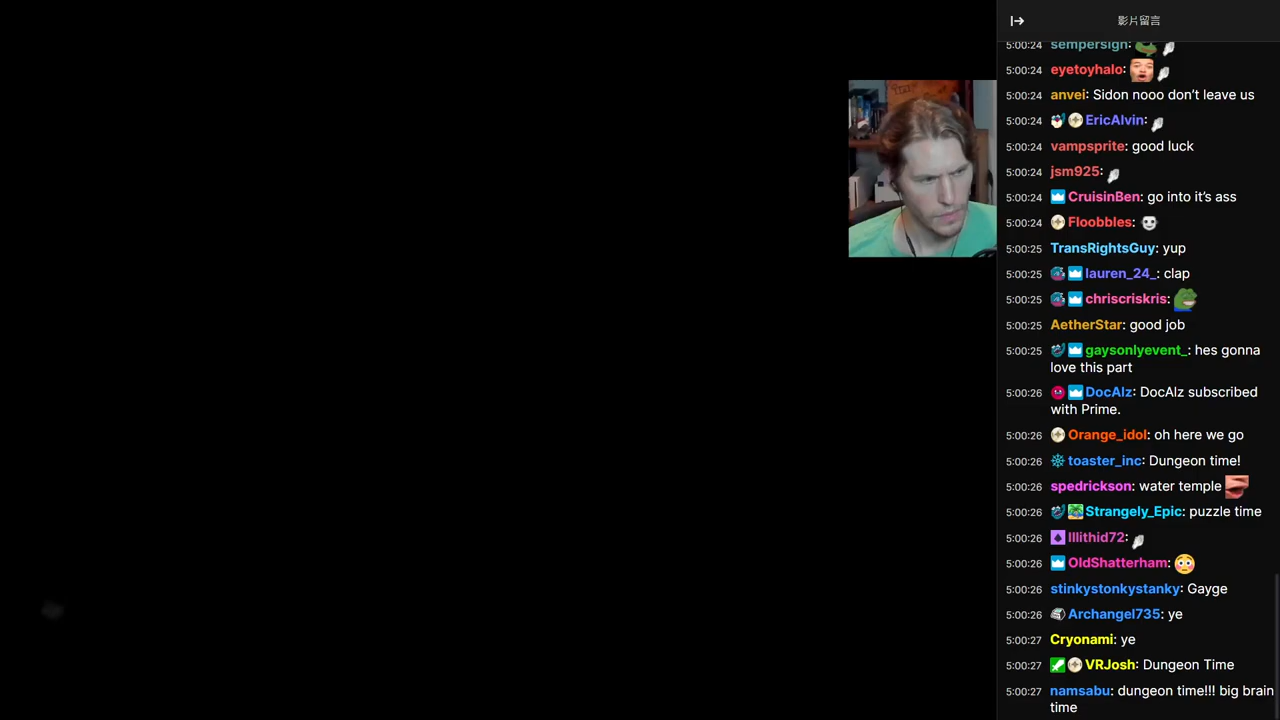 影片留言
5:00:24 sempersign:
5:00:24 eyetoyhalo:
5:00:24 anvei: Sidon nooo don’t leave us
5:00:24 EricAlvin:
5:00:24 vampsprite: good luck
5:00:24 jsm925:
5:00:24 CruisinBen: go into it’s ass
5:00:24 Floobbles:
5:00:25 TransRightsGuy: yup
5:00:25 lauren_24_: clap
5:00:25 chriscriskris:
5:00:25 AetherStar: good job
5:00:25 gaysonlyevent_: hes gonna
love this part
5:00:26 DocAlz: DocAlz subscribed
with Prime.
5:00:26 Orange_idol: oh here we go
5:00:26 toaster_inc: Dungeon time!
5:00:26 spedrickson: water temple
5:00:26 Strangely_Epic: puzzle time
5:00:26 Illithid72:
5:00:26 OldShatterham:
5:00:26 stinkystonkystanky: Gayge
5:00:26 Archangel735: ye
5:00:27 Cryonami: ye
5:00:27 VRJosh: Dungeon Time
5:00:27 namsabu: dungeon time!!! big brain
time